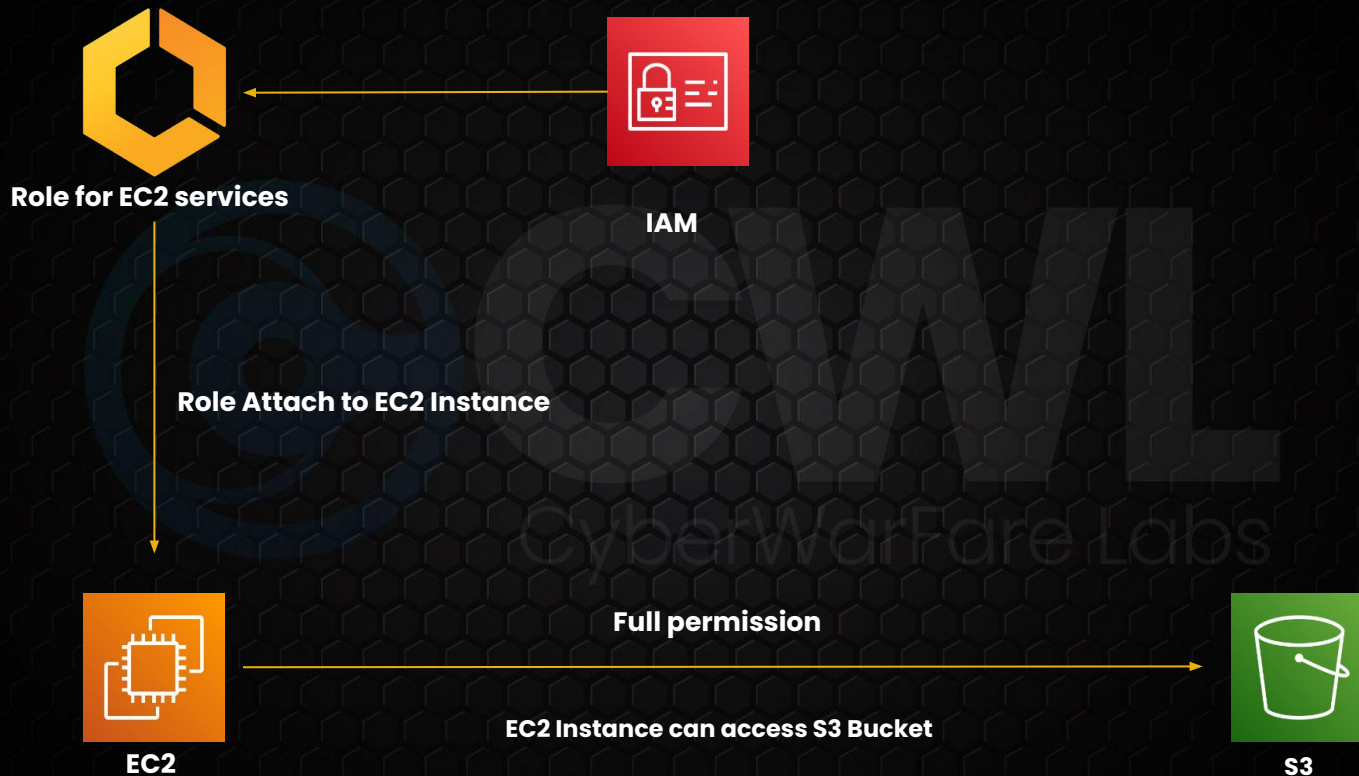 Role for EC2 services
IAM
Role Attach to EC2 Instance
CWL
CyberWarFare Labs
Full permission
EC2 Instance can access S3 Bucket
EC2
S3